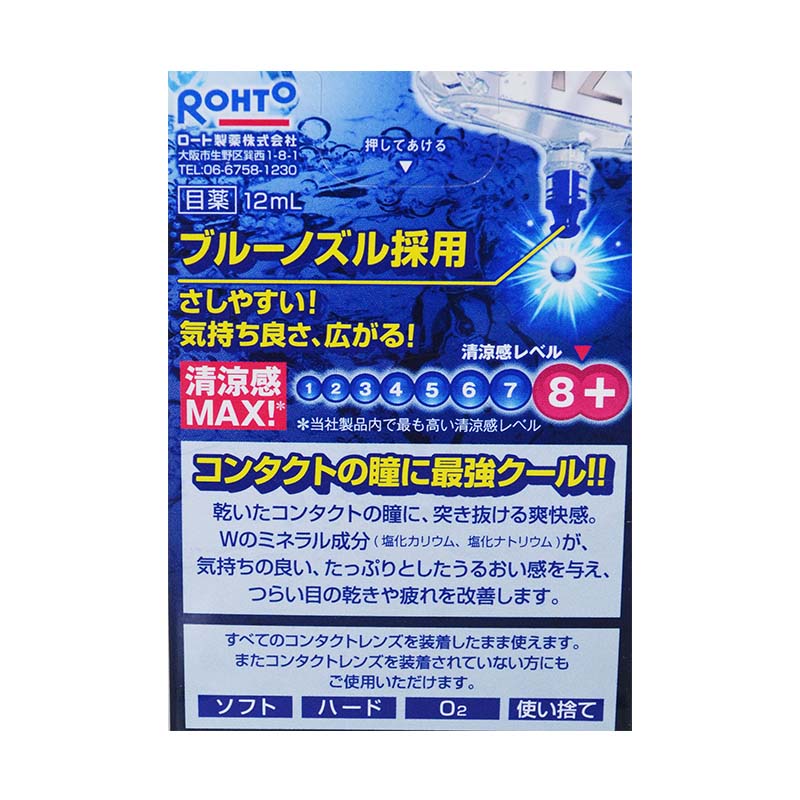 ROHTO
ロート製薬株式会社
大阪市生野区巽西1-8-1
TEL:06-6758-1230
押してあける
12
目薬 12mL
ブルーノズル採用
さしやすい!
気持ち良さ、広がる!
清涼感レベル
清涼感
MAX!*
1 2 3 4 5 6 7 8+
*当社製品内で最も高い清涼感レベル
コンタクトの瞳に最強クール!!
乾いたコンタクトの瞳に、突き抜ける爽快感。
Wのミネラル成分(塩化カリウム、塩化ナトリウム)が、
気持ちの良い、たっぷりとしたうるおい感を与え、
つらい目の乾きや疲れを改善します。
すべてのコンタクトレンズを装着したまま使えます。
またコンタクトレンズを装着されていない方にも
ご使用いただけます。
ソフト ハード O2 使い捨て